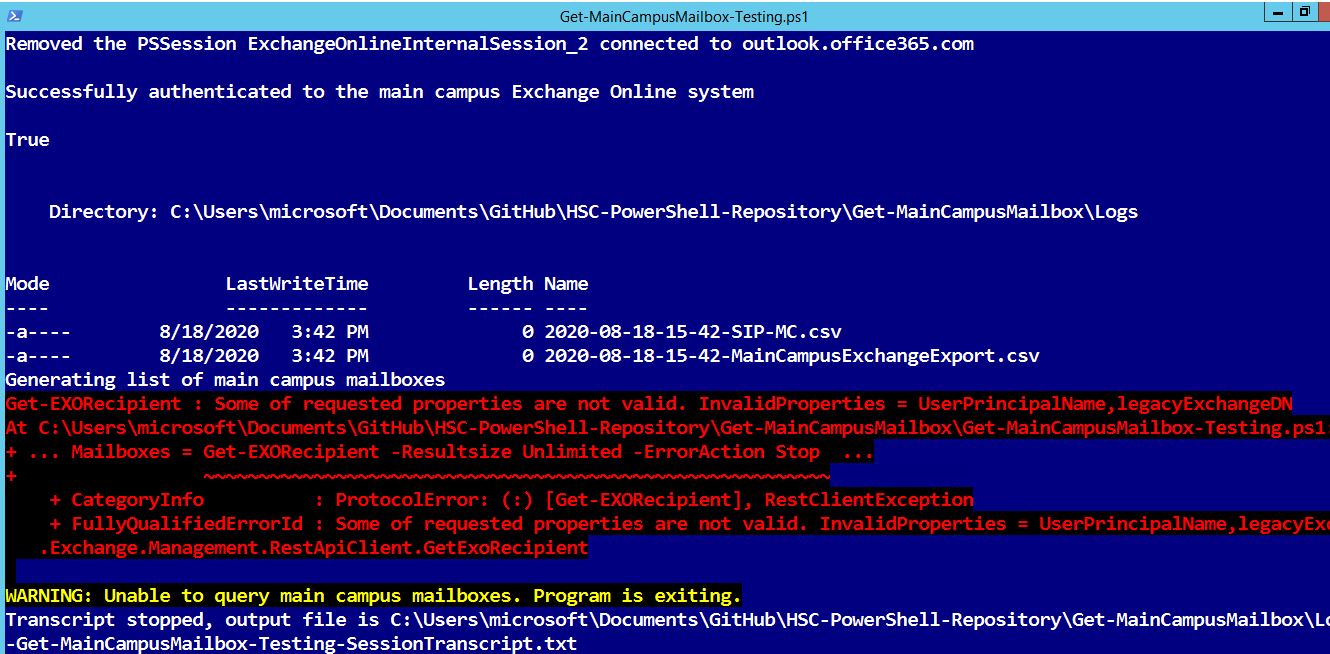 Get-MainCampusMailbox-Testing.ps1
Removed the PSSession ExchangeOnlineInternalSession_2 connected to outlook.office365.com
Successfully authenticated to the main campus Exchange Online system
True
Directory: C:\Users\microsoft\Documents\GitHub\HSC-PowerShell-Repository\Get-MainCampusMailbox\Logs
Mode LastWriteTime Length Name
---- ------------- ------ ----
-a---- 8/18/2020 3:42 PM 0 2020-08-18-15-42-SIP-MC.csv
-a---- 8/18/2020 3:42 PM 0 2020-08-18-15-42-MainCampusExchangeExport.csv
Generating list of main campus mailboxes
Get-EXORecipient : Some of requested properties are not valid. InvalidProperties = UserPrincipalName,legacyExchangeDN
At C:\Users\microsoft\Documents\GitHub\HSC-PowerShell-Repository\Get-MainCampusMailbox\Get-MainCampusMailbox-Testing.ps1
+ ... Mailboxes = Get-EXORecipient -Resultsize Unlimited -ErrorAction Stop ...
+ ~~~~~~~~~~~~~~~~~~~~~~~~~~~~~~~~~~~~~~~~~~~~~~~~~~~~~~~~~
+ CategoryInfo : ProtocolError: (:) [Get-EXORecipient], RestClientException
+ FullyQualifiedErrorId : Some of requested properties are not valid. InvalidProperties = UserPrincipalName,legacyExc
.Exchange.Management.RestApiClient.GetExoRecipient
WARNING: Unable to query main campus mailboxes. Program is exiting.
Transcript stopped, output file is C:\Users\microsoft\Documents\GitHub\HSC-PowerShell-Repository\Get-MainCampusMailbox\Lo
-Get-MainCampusMailbox-Testing-SessionTranscript.txt